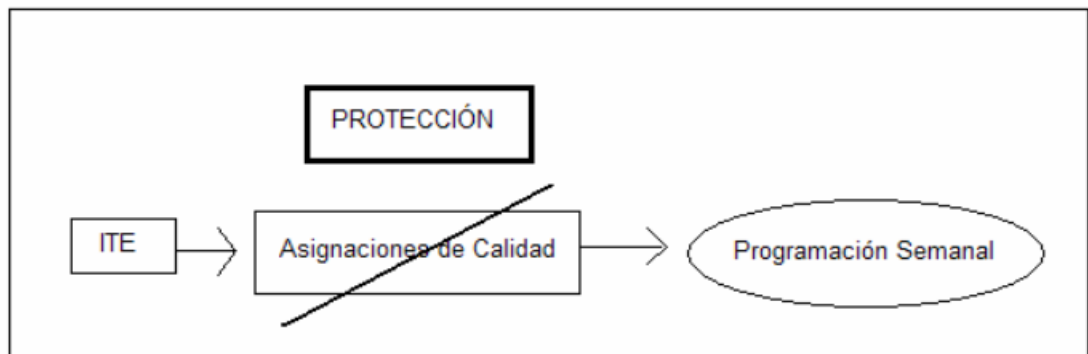 PROTECCIÓN
ITE
Asignaciones de Calidad
Programación Semanal